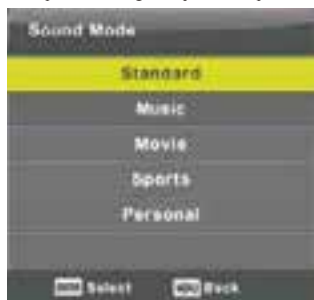 Sound Mode
Standard
Music
Movie
Sports
Personal
Select Back